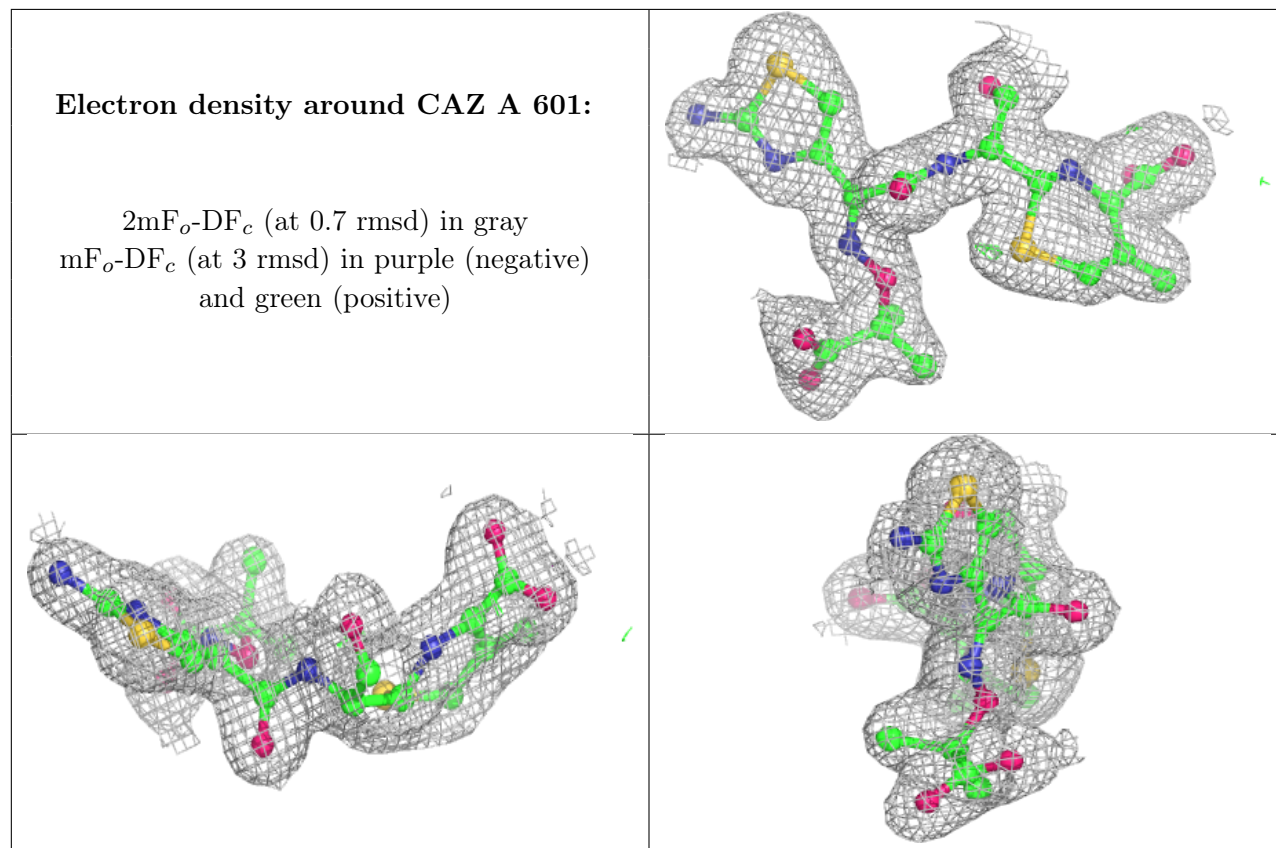 Electron density around CAZ A 601:
2mFo-DFc (at 0.7 rmsd) in gray
mFo-DFc (at 3 rmsd) in purple (negative)
and green (positive)